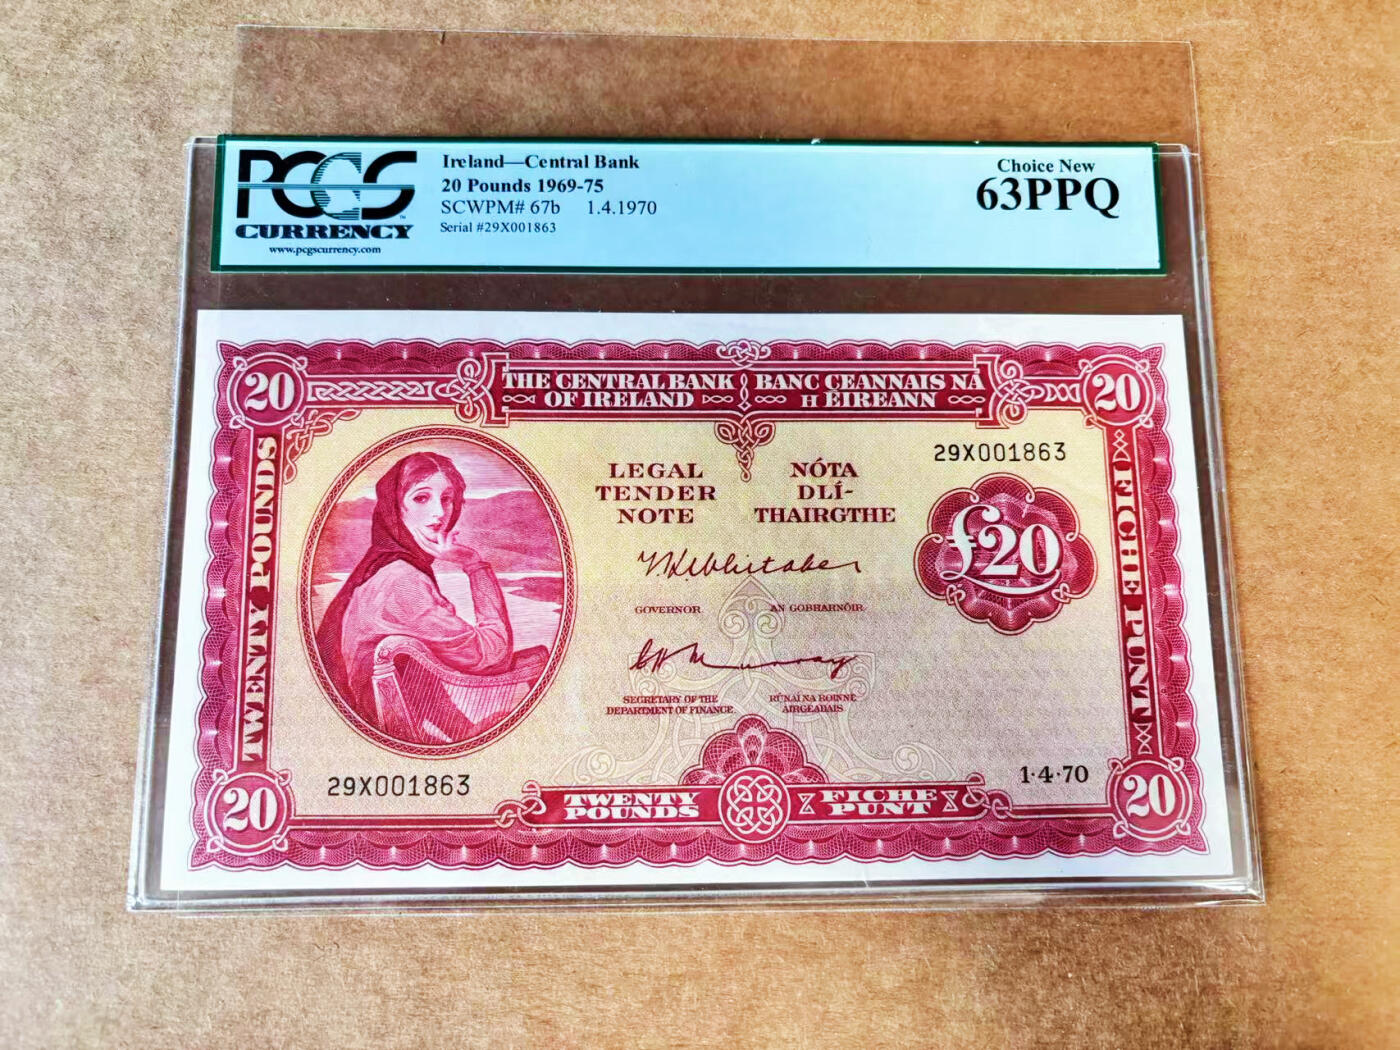 PCGS
CURRENCY
www.pcgscurrency.com
Ireland—Central Bank
20 Pounds 1969-75
SCWPM# 67b 1.4.1970
Serial #29X001863
Choice New
63PPQ
20
THE CENTRAL BANK
OF IRELAND
BANC CEANNAIS NA
H ÉIREANN
20
TWENTY POUNDS
LEGAL
TENDER
NOTE
NÓTA
DLÍ-
THAIRGTHE
29X001863
£20
FICHE PUNT
T K Whitaker
GOVERNOR
AN GOBHARNÓIR
C H Murray
SECRETARY OF THE
DEPARTMENT OF FINANCE
RÚNAÍ NA ROINNE
AIRGEADAIS
29X001863
1·4·70
20
TWENTY
POUNDS
FICHE
PUNT
20